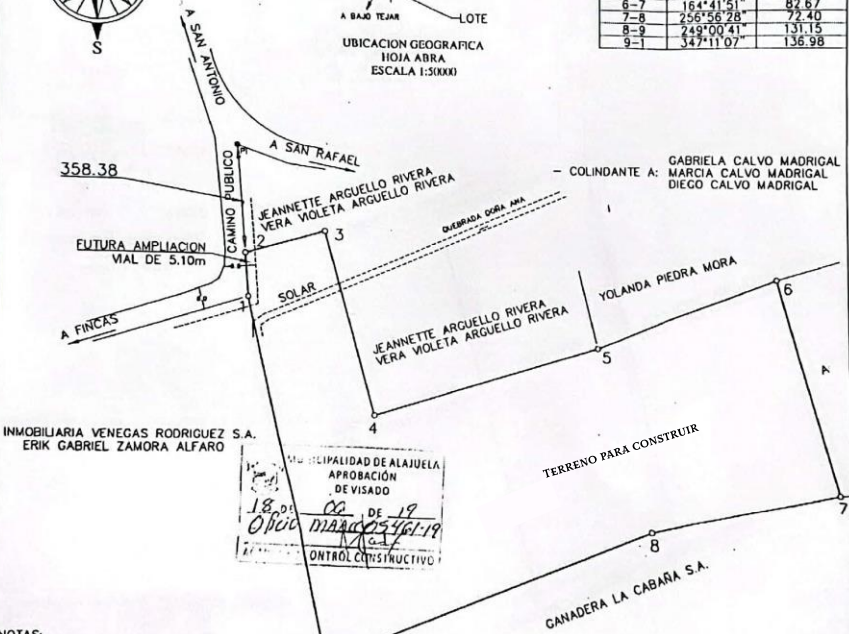 6-7 164°41'51" 82.67
7-8 256°56'28" 72.40
8-9 249°00'41" 131.15
9-1 347°11'07" 136.98
S
A BAJO TEJAR
LOTE
UBICACION GEOGRAFICA
HOJA ABRA
ESCALA 1:50000
A SAN ANTONIO
A SAN RAFAEL
358.38
CAMINO PUBLICO
JEANNETTE ARGUELLO RIVERA
VERA VIOLETA ARGUELLO RIVERA
- COLINDANTE A:
GABRIELA CALVO MADRIGAL
MARCIA CALVO MADRIGAL
DIEGO CALVO MADRIGAL
QUEBRADA DOÑA ANA
FUTURA AMPLIACION
VIAL DE 5.10m
2
3
SOLAR
1
A FINCAS
YOLANDA PIEDRA MORA
6
JEANNETTE ARGUELLO RIVERA
VERA VIOLETA ARGUELLO RIVERA
5
A
4
INMOBILIARIA VENEGAS RODRIGUEZ S.A.
ERIK GABRIEL ZAMORA ALFARO
TERRENO PARA CONSTRUIR
DE ALAJUELA
APROBACIÓN
DE VISADO
18 DE DE 19
CONTROL CONSTRUCTIVO
7
8
GANADERA LA CABAÑA S.A.
NOTAS: